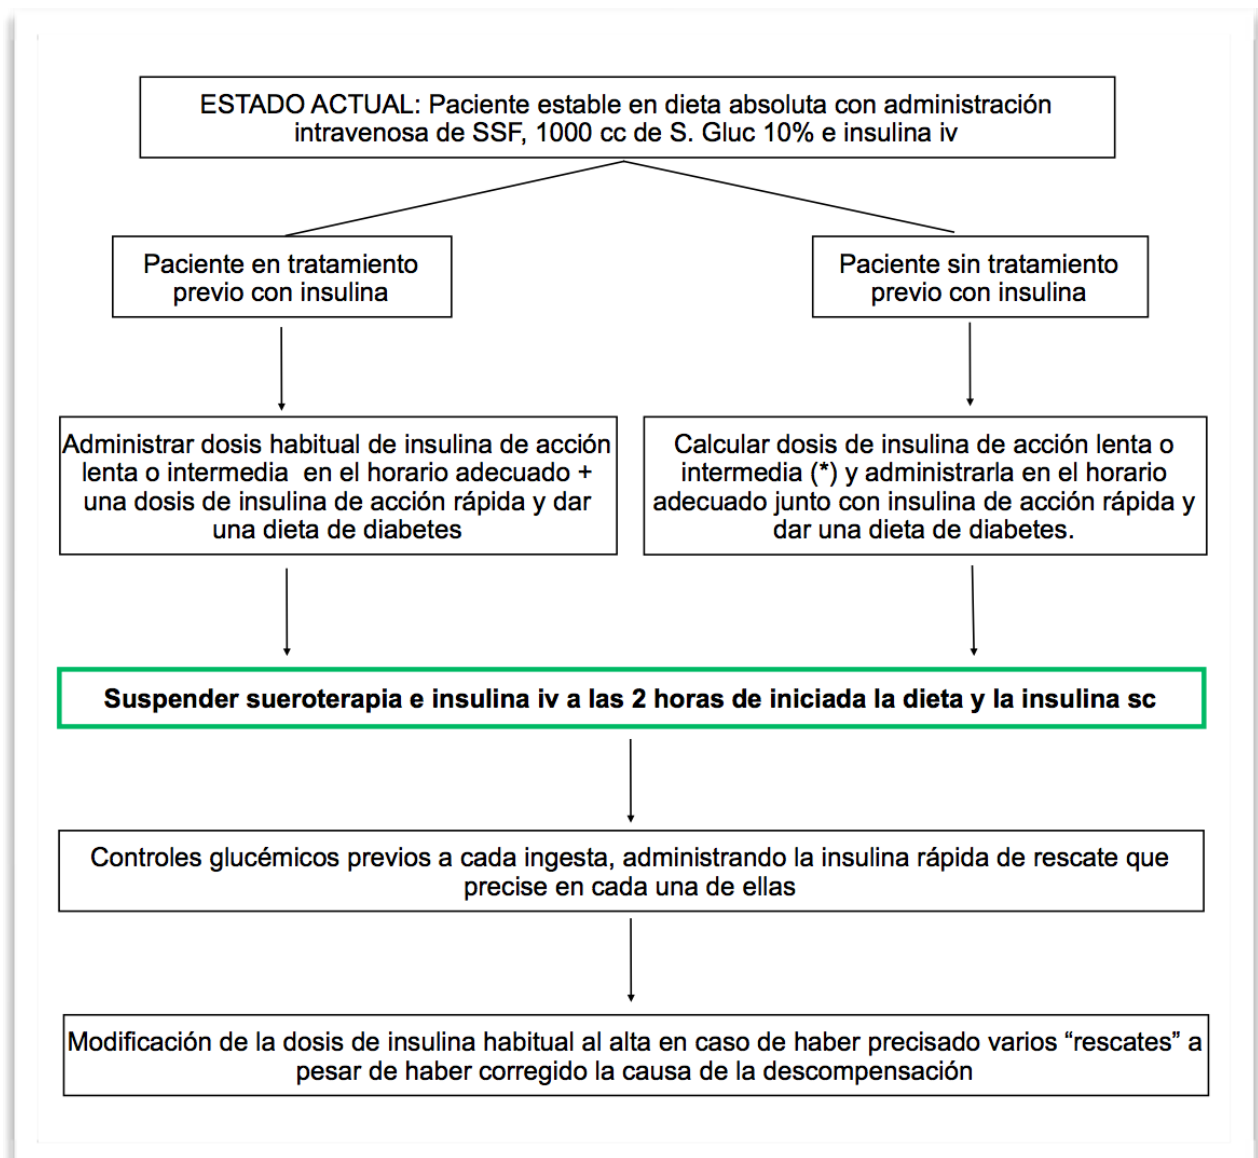 ESTADO ACTUAL: Paciente estable en dieta absoluta con administración
intravenosa de SSF, 1000 cc de S. Gluc 10% e insulina iv
Paciente en tratamiento
previo con insulina
Paciente sin tratamiento
previo con insulina
Administrar dosis habitual de insulina de acción
lenta o intermedia en el horario adecuado +
una dosis de insulina de acción rápida y dar
una dieta de diabetes
Calcular dosis de insulina de acción lenta o
intermedia (*) y administrarla en el horario
adecuado junto con insulina de acción rápida y
dar una dieta de diabetes.
Suspender sueroterapia e insulina iv a las 2 horas de iniciada la dieta y la insulina sc
Controles glucémicos previos a cada ingesta, administrando la insulina rápida de rescate que
precise en cada una de ellas
Modificación de la dosis de insulina habitual al alta en caso de haber precisado varios “rescates” a
pesar de haber corregido la causa de la descompensación